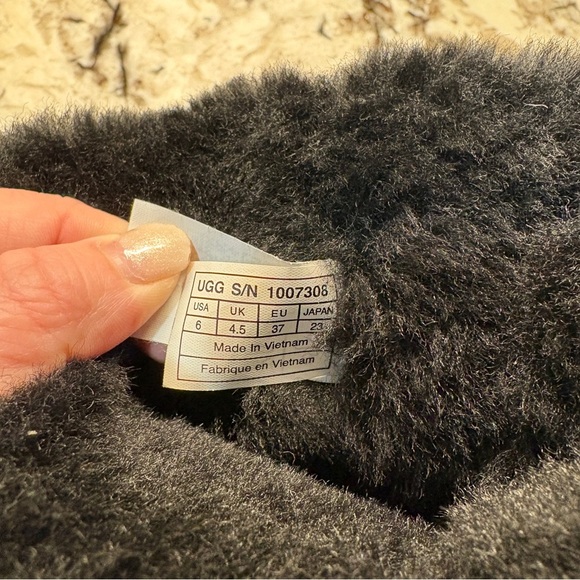 UGG S/N 1007308
USA UK EU JAPAN
6 4.5 37 23
Made In Vietnam
Fabrique en Vietnam